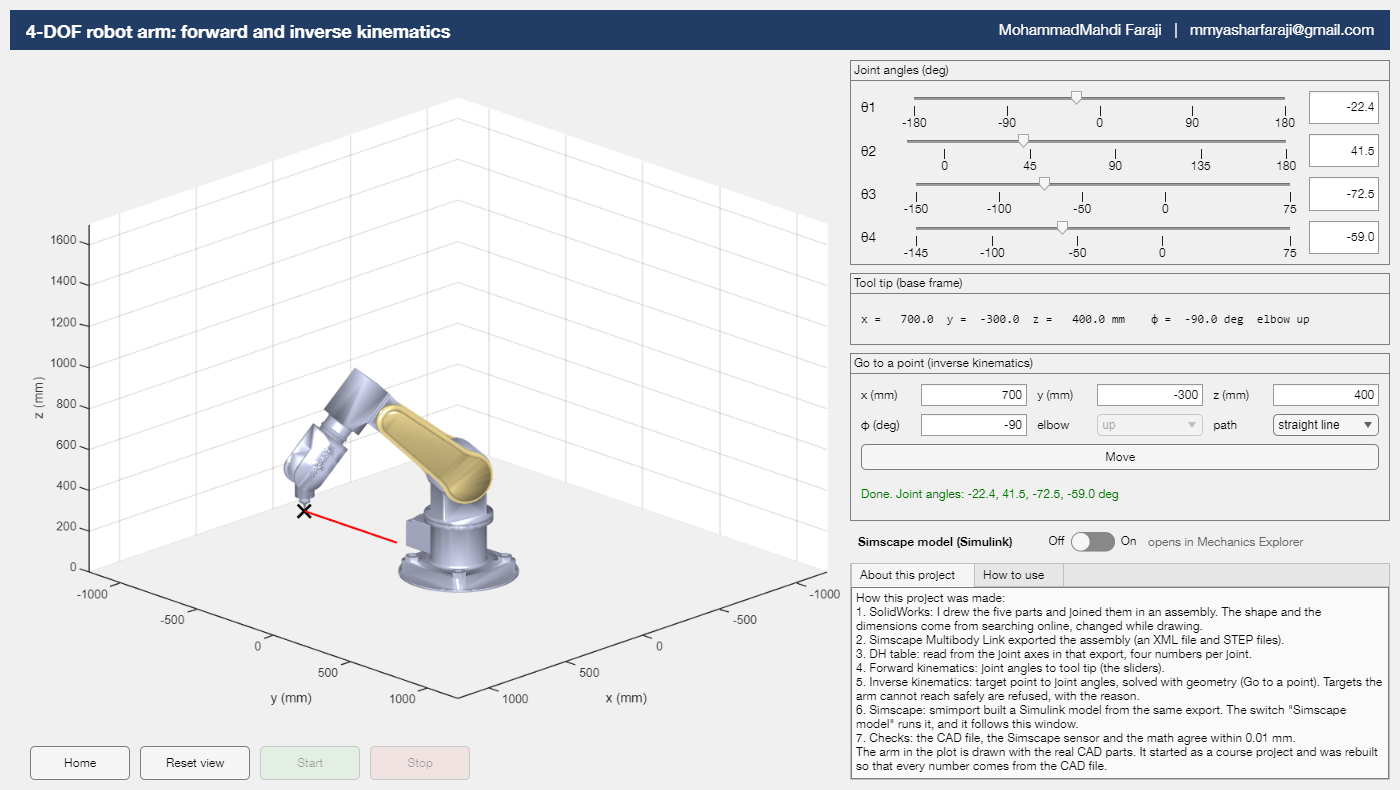 4-DOF robot arm: forward and inverse kinematics
MohammadMahdi Faraji | mmyasharfaraji@gmail.com
Joint angles (deg)
θ1
-180 -90 0 90 180
-22.4
θ2
0 45 90 135 180
41.5
θ3
-150 -100 -50 0 75
-72.5
θ4
-145 -100 -50 0 75
-59.0
Tool tip (base frame)
x = 700.0 y = -300.0 z = 400.0 mm ϕ = -90.0 deg elbow up
Go to a point (inverse kinematics)
x (mm) 700 y (mm) -300 z (mm) 400
ϕ (deg) -90 elbow up path straight line
Move
Done. Joint angles: -22.4, 41.5, -72.5, -59.0 deg
Simscape model (Simulink) Off On opens in Mechanics Explorer
About this project How to use
How this project was made:
1. SolidWorks: I drew the five parts and joined them in an assembly. The shape and the
dimensions come from searching online, changed while drawing.
2. Simscape Multibody Link exported the assembly (an XML file and STEP files).
3. DH table: read from the joint axes in that export, four numbers per joint.
4. Forward kinematics: joint angles to tool tip (the sliders).
5. Inverse kinematics: target point to joint angles, solved with geometry (Go to a point). Targets the
arm cannot reach safely are refused, with the reason.
6. Simscape: smimport built a Simulink model from the same export. The switch "Simscape
model" runs it, and it follows this window.
7. Checks: the CAD file, the Simscape sensor and the math agree within 0.01 mm.
The arm in the plot is drawn with the real CAD parts. It started as a course project and was rebuilt
so that every number comes from the CAD file.
z (mm)
1600
1400
1200
1000
800
600
400
200
0
-1000
-500
0
500
1000
y (mm)
-1000
-500
0
500
1000
x (mm)
Home Reset view Start Stop